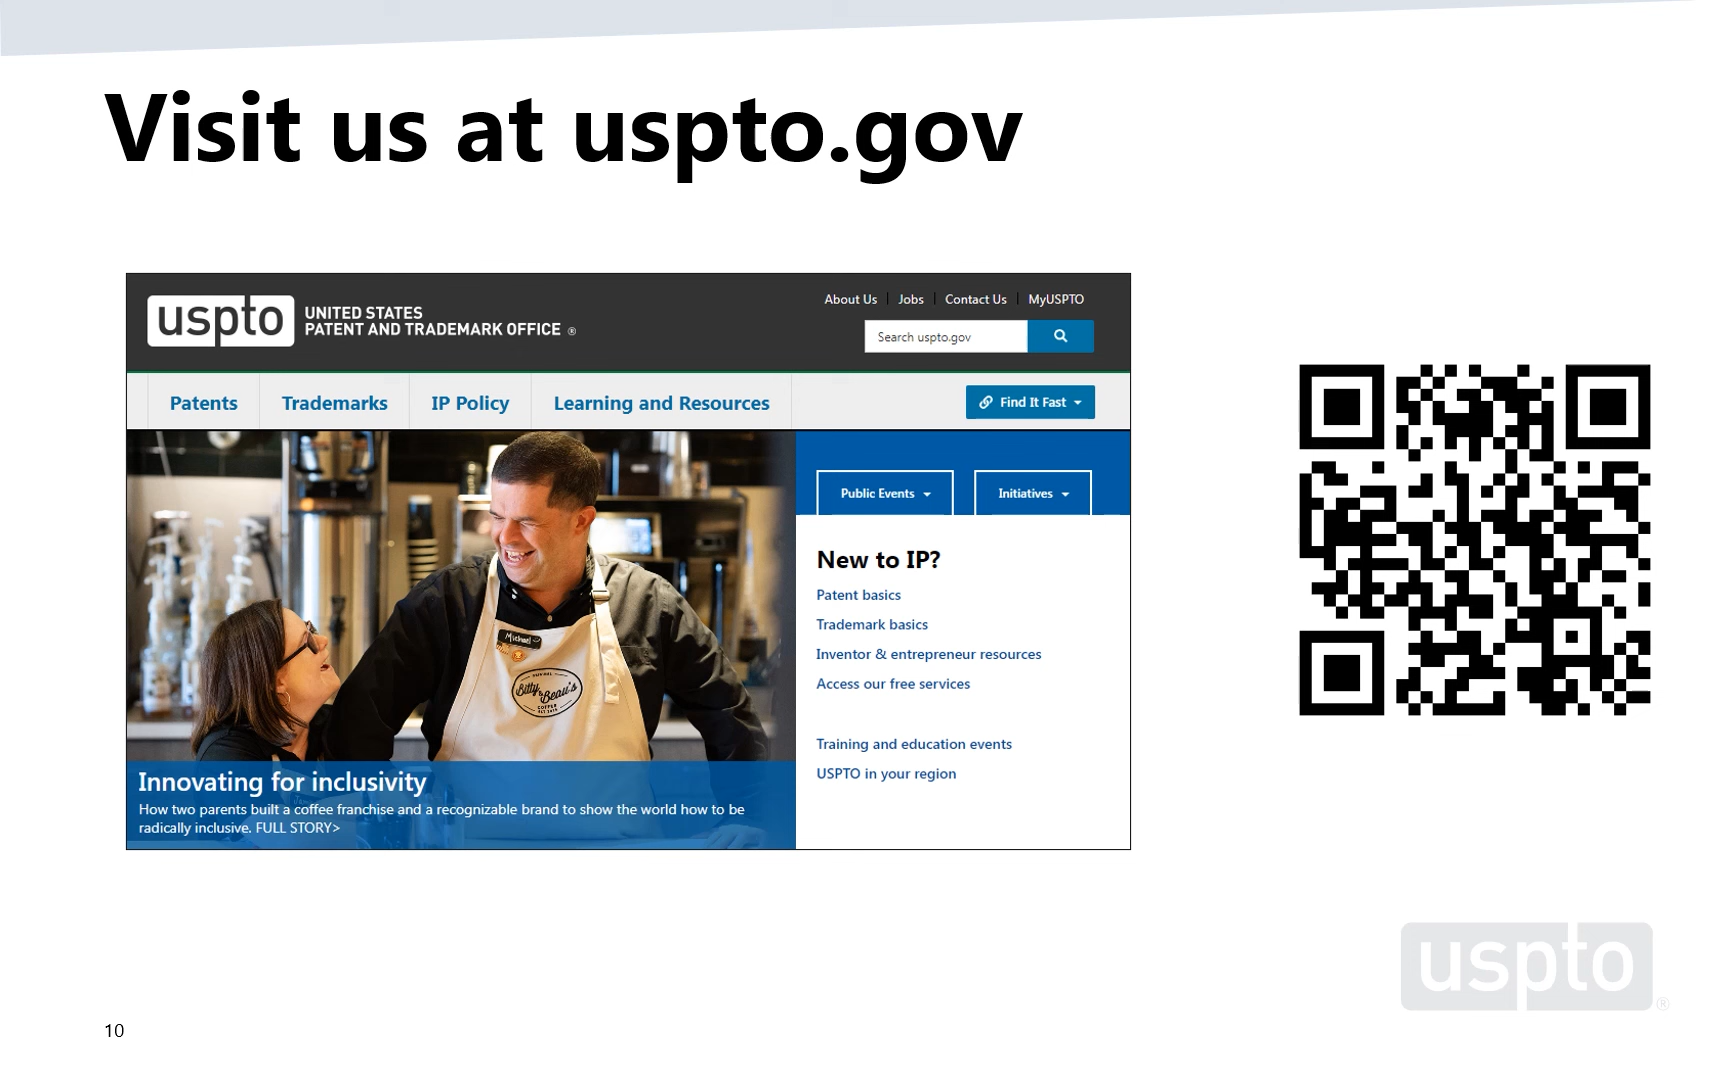 Visit us at uspto.gov
uspto UNITED STATES
PATENT AND TRADEMARK OFFICE ®
About Us | Jobs | Contact Us | MyUSPTO
Search uspto.gov
Patents
Trademarks
IP Policy
Learning and Resources
Find It Fast
Public Events
Initiatives
Michael
Bitty & Beau's
COFFEE
Innovating for inclusivity
How two parents built a coffee franchise and a recognizable brand to show the world how to be
radically inclusive. FULL STORY>
New to IP?
Patent basics
Trademark basics
Inventor & entrepreneur resources
Access our free services
Training and education events
USPTO in your region
uspto ®
10